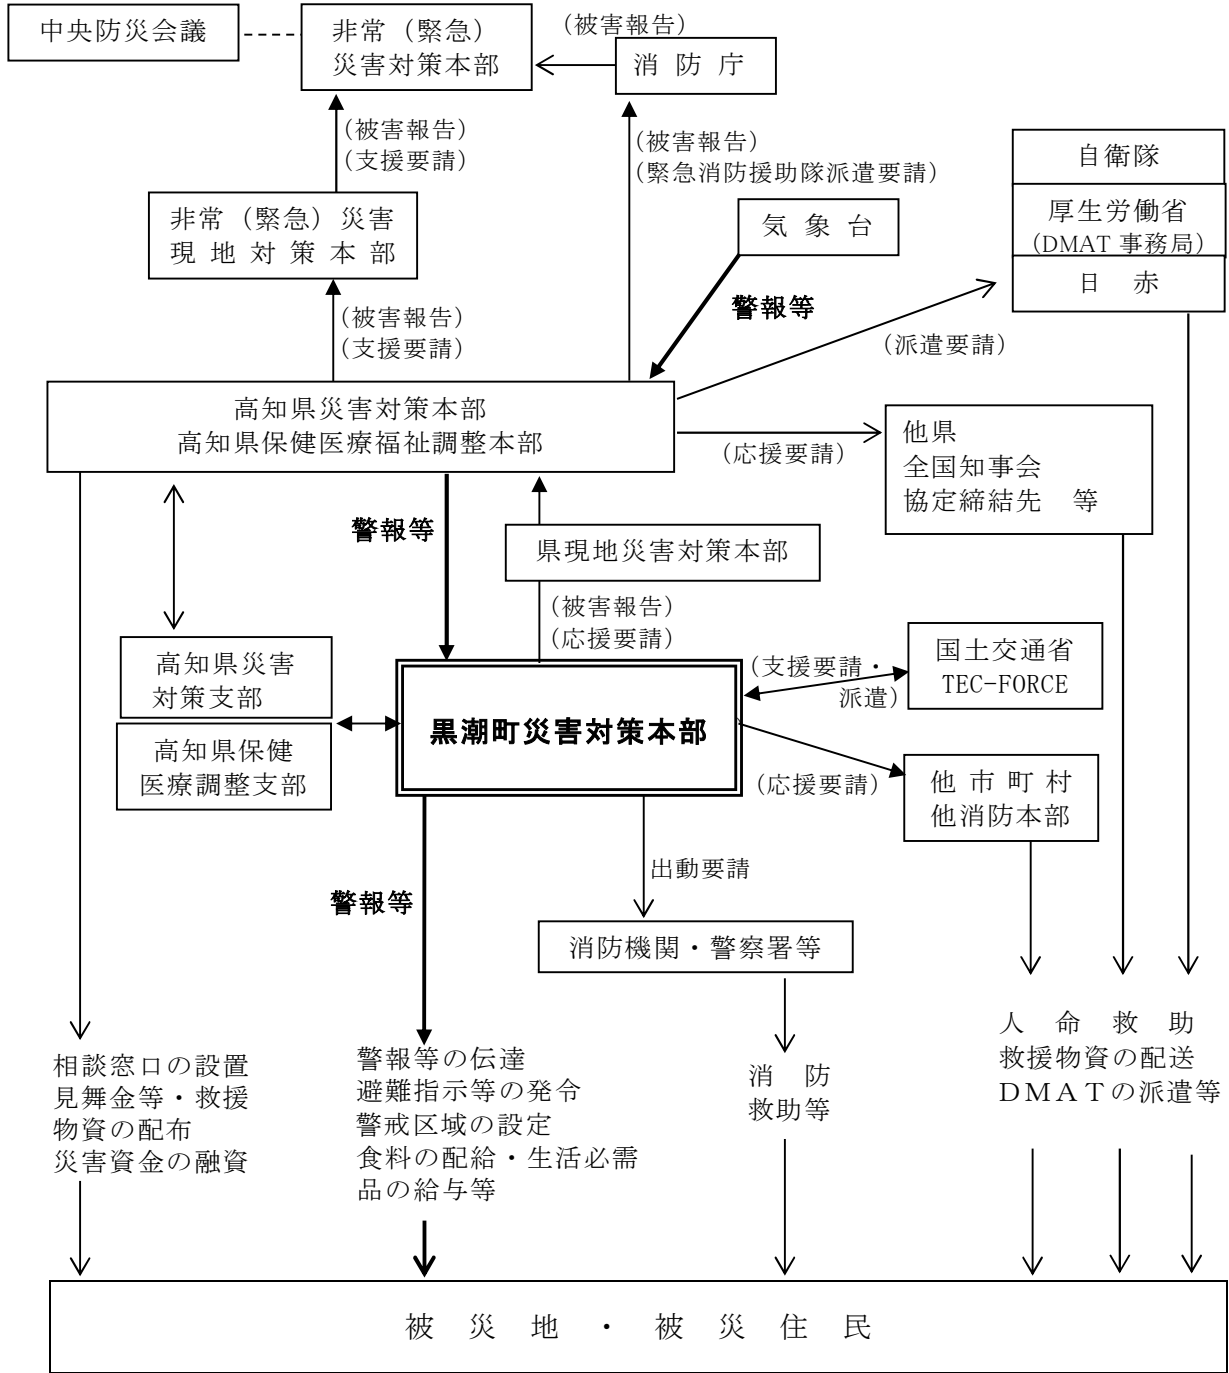 中央防災会議
非常（緊急）
災害対策本部
（被害報告）
消 防 庁
（被害報告）
（支援要請）
（被害報告）
（緊急消防援助隊派遣要請）
自衛隊
厚生労働省
（DMAT 事務局）
日 赤
非常（緊急）災害
現 地 対 策 本 部
気 象 台
警報等
（被害報告）
（支援要請）
（派遣要請）
高知県災害対策本部
高知県保健医療福祉調整本部
（応援要請）
他県
全国知事会
協定締結先 等
警報等
県現地災害対策本部
（被害報告）
（応援要請）
高知県災害
対策支部
高知県保健
医療調整支部
黒潮町災害対策本部
（支援要請・
派遣）
国土交通省
TEC-FORCE
（応援要請）
他 市 町 村
他消防本部
出動要請
警報等
消防機関・警察署等
相談窓口の設置
見舞金等・救援
物資の配布
災害資金の融資
警報等の伝達
避難指示等の発令
警戒区域の設定
食料の配給・生活必需
品の給与等
消 防
救助等
人 命 救 助
救援物資の配送
ＤＭＡＴの派遣等
被 災 地 ・ 被 災 住 民